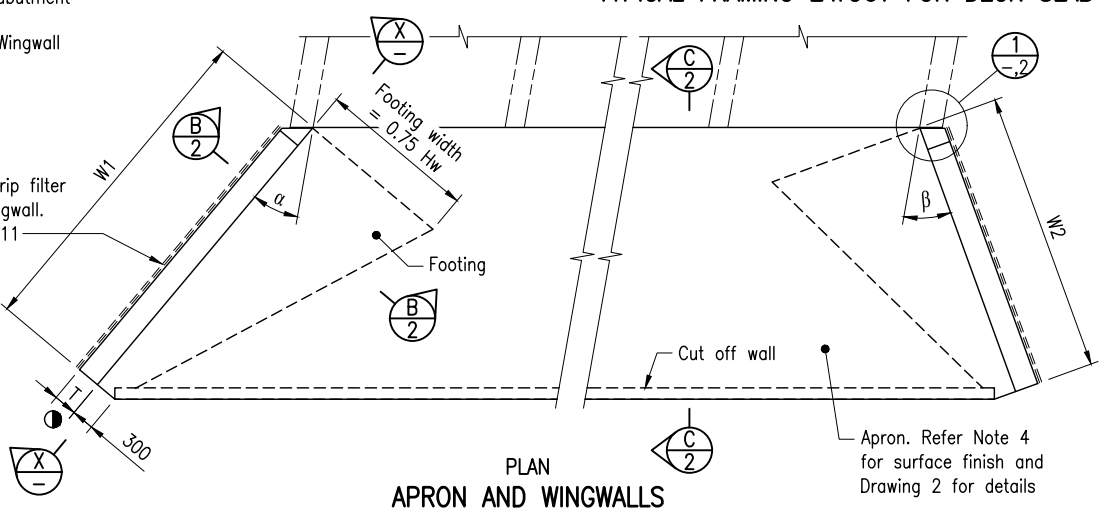 butment
TYPICAL FRAMING LAYOUT FOR DECK SLAB
Wingwall
X
–
C
2
1
–,2
B
2
W1
Footing width
= 0.75 Hw
rip filter
gwall.
11
α
β
W2
Footing
B
2
Cut off wall
T
300
X
–
C
2
Apron. Refer Note 4
for surface finish and
Drawing 2 for details
PLAN
APRON AND WINGWALLS